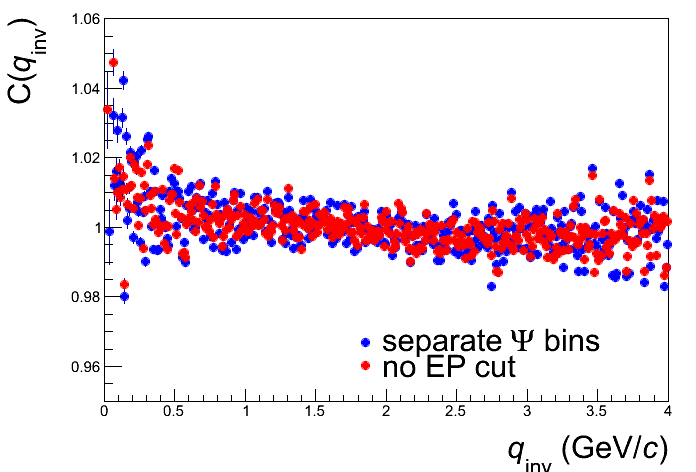 C(q_inv)
1.06
1.04
1.02
1
0.98
0.96
separate Ψ bins
no EP cut
0 0.5 1 1.5 2 2.5 3 3.5 4
q_inv (GeV/c)